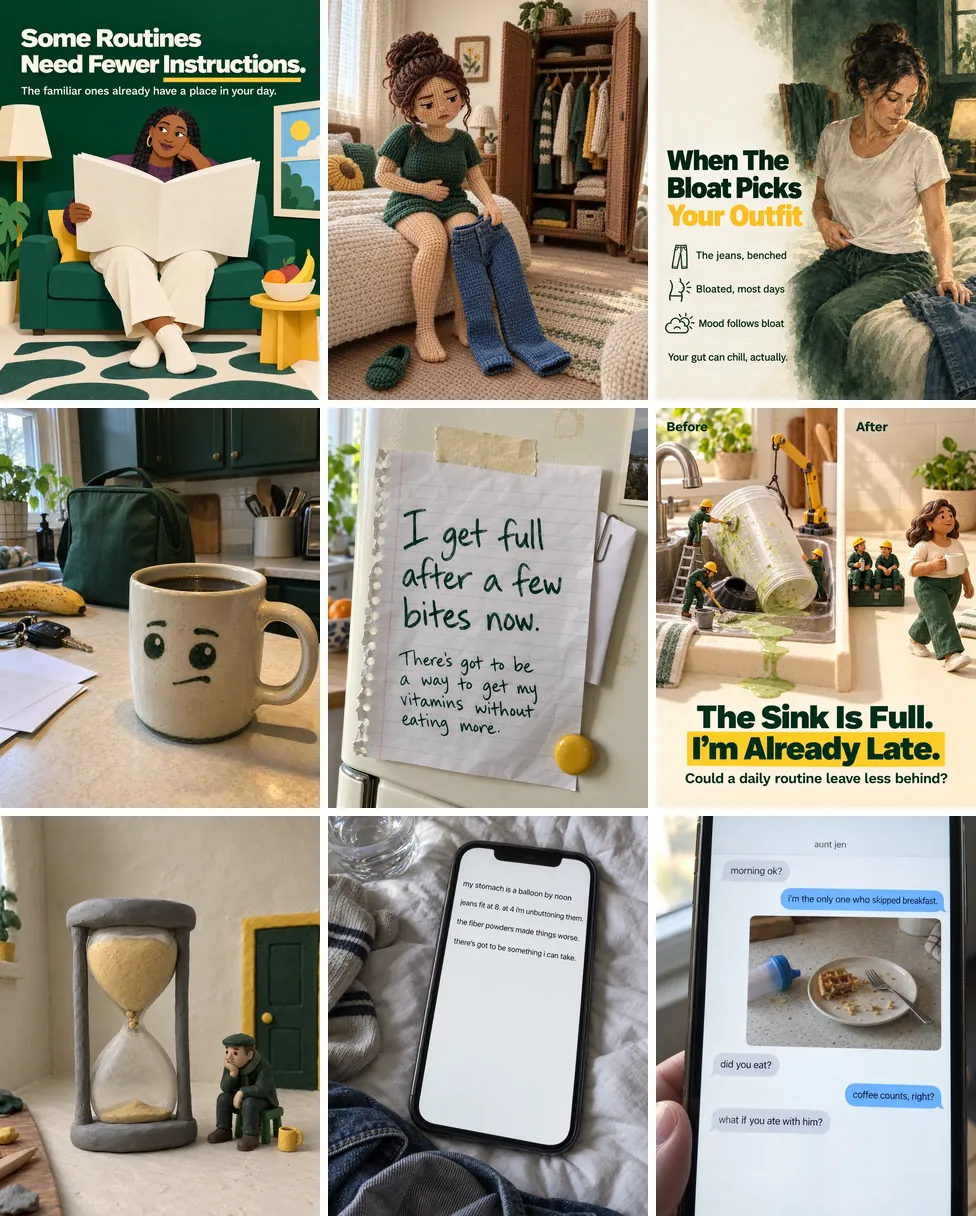 Some Routines
Need Fewer Instructions.
The familiar ones already have a place in your day.
When The
Bloat Picks
Your Outfit
The jeans, benched
Bloated, most days
Mood follows bloat
Your gut can chill, actually.
I get full
after a few
bites now.
There's got to be
a way to get my
vitamins without
eating more.
Before
After
The Sink Is Full.
I'm Already Late.
Could a daily routine leave less behind?
my stomach is a balloon by noon
jeans fit at 8. at 4 i'm unbuttoning them.
the fiber powders made things worse.
there's got to be something i can take.
aunt jen
morning ok?
i'm the only one who skipped breakfast.
did you eat?
coffee counts, right?
what if you ate with him?